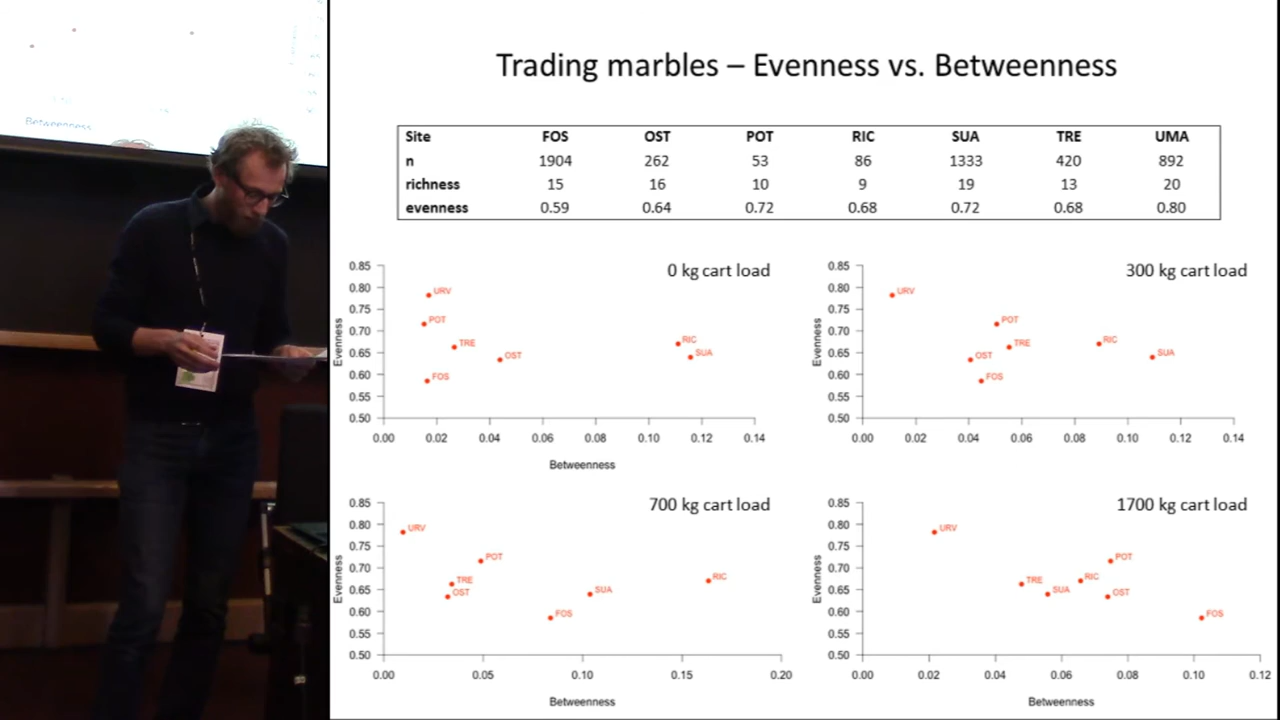 Betweenness
Trading marbles – Evenness vs. Betweenness
Site FOS OST POT RIC SUA TRE UMA
n 1904 262 53 86 1333 420 892
richness 15 16 10 9 19 13 20
evenness 0.59 0.64 0.72 0.68 0.72 0.68 0.80
0 kg cart load
0.85
0.80
0.75
0.70
0.65
0.60
0.55
0.50
Evenness
URV
POT
TRE
OST
FOS
RIC
SUA
0.00 0.02 0.04 0.06 0.08 0.10 0.12 0.14
Betweenness
300 kg cart load
0.85
0.80
0.75
0.70
0.65
0.60
0.55
0.50
Evenness
URV
POT
TRE
OST
FOS
RIC
SUA
0.00 0.02 0.04 0.06 0.08 0.10 0.12 0.14
700 kg cart load
0.85
0.80
0.75
0.70
0.65
0.60
0.55
0.50
Evenness
URV
POT
TRE
OST
SUA
FOS
RIC
0.00 0.05 0.10 0.15 0.20
Betweenness
1700 kg cart load
0.85
0.80
0.75
0.70
0.65
0.60
0.55
0.50
Evenness
URV
POT
TRE
RIC
SUA
OST
FOS
0.00 0.02 0.04 0.06 0.08 0.10 0.12
Betweenness